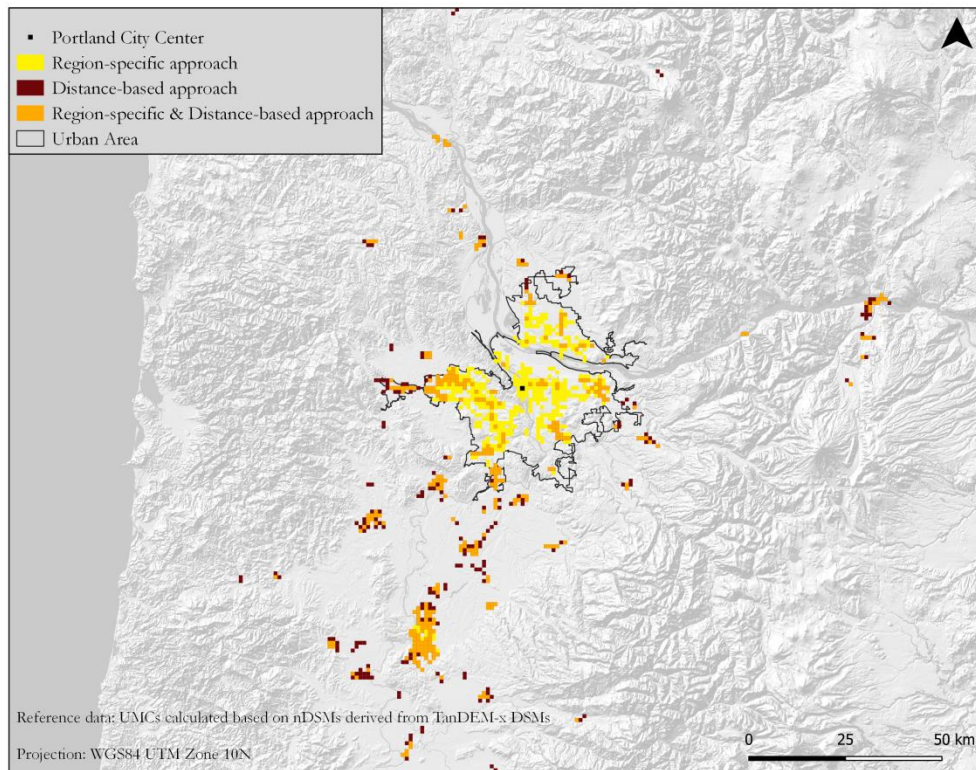 Portland City Center
Region-specific approach
Distance-based approach
Region-specific & Distance-based approach
Urban Area
Reference data: UMCs calculated based on nDSMs derived from TanDEM-x DSMs
Projection: WGS84 UTM Zone 10N
0 25 50 km